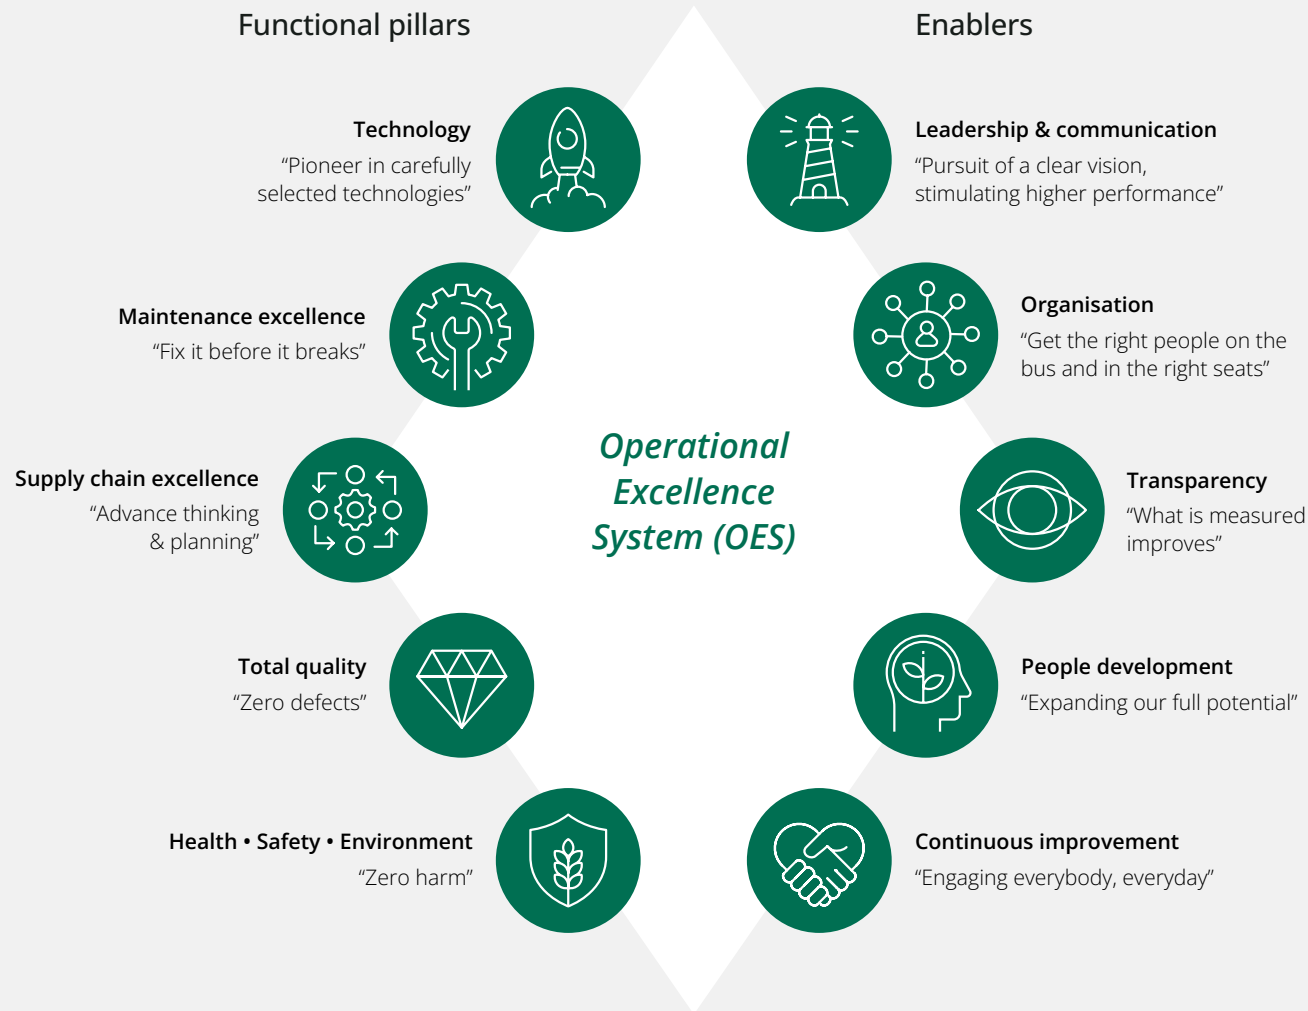 Functional pillars
Technology
“Pioneer in carefully
selected technologies”
Maintenance excellence
“Fix it before it breaks”
Supply chain excellence
“Advance thinking
& planning”
Total quality
“Zero defects”
Health • Safety • Environment
“Zero harm”
Operational
Excellence
System (OES)
Enablers
Leadership & communication
“Pursuit of a clear vision,
stimulating higher performance”
Organisation
“Get the right people on the
bus and in the right seats”
Transparency
“What is measured
improves”
People development
“Expanding our full potential”
Continuous improvement
“Engaging everybody, everyday”